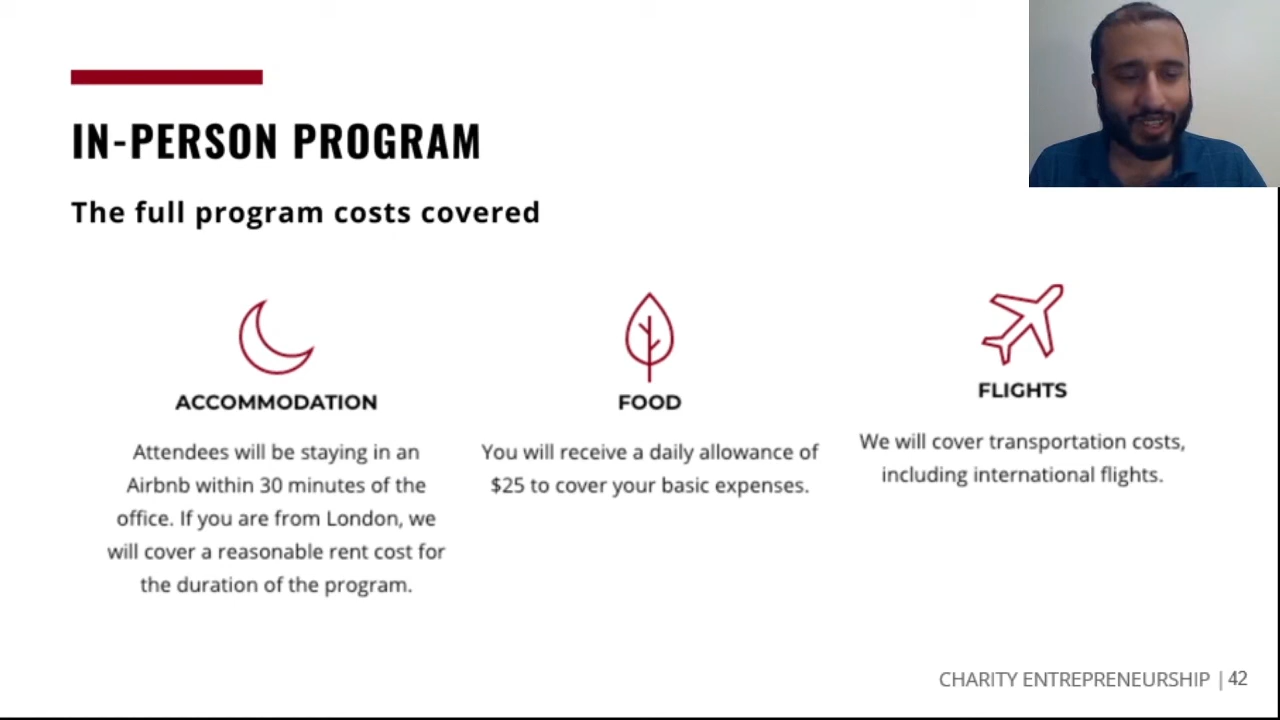 IN-PERSON PROGRAM
The full program costs covered
ACCOMMODATION
Attendees will be staying in an
Airbnb within 30 minutes of the
office. If you are from London, we
will cover a reasonable rent cost for
the duration of the program.
FOOD
You will receive a daily allowance of
$25 to cover your basic expenses.
FLIGHTS
We will cover transportation costs,
including international flights.
CHARITY ENTREPRENEURSHIP | 42